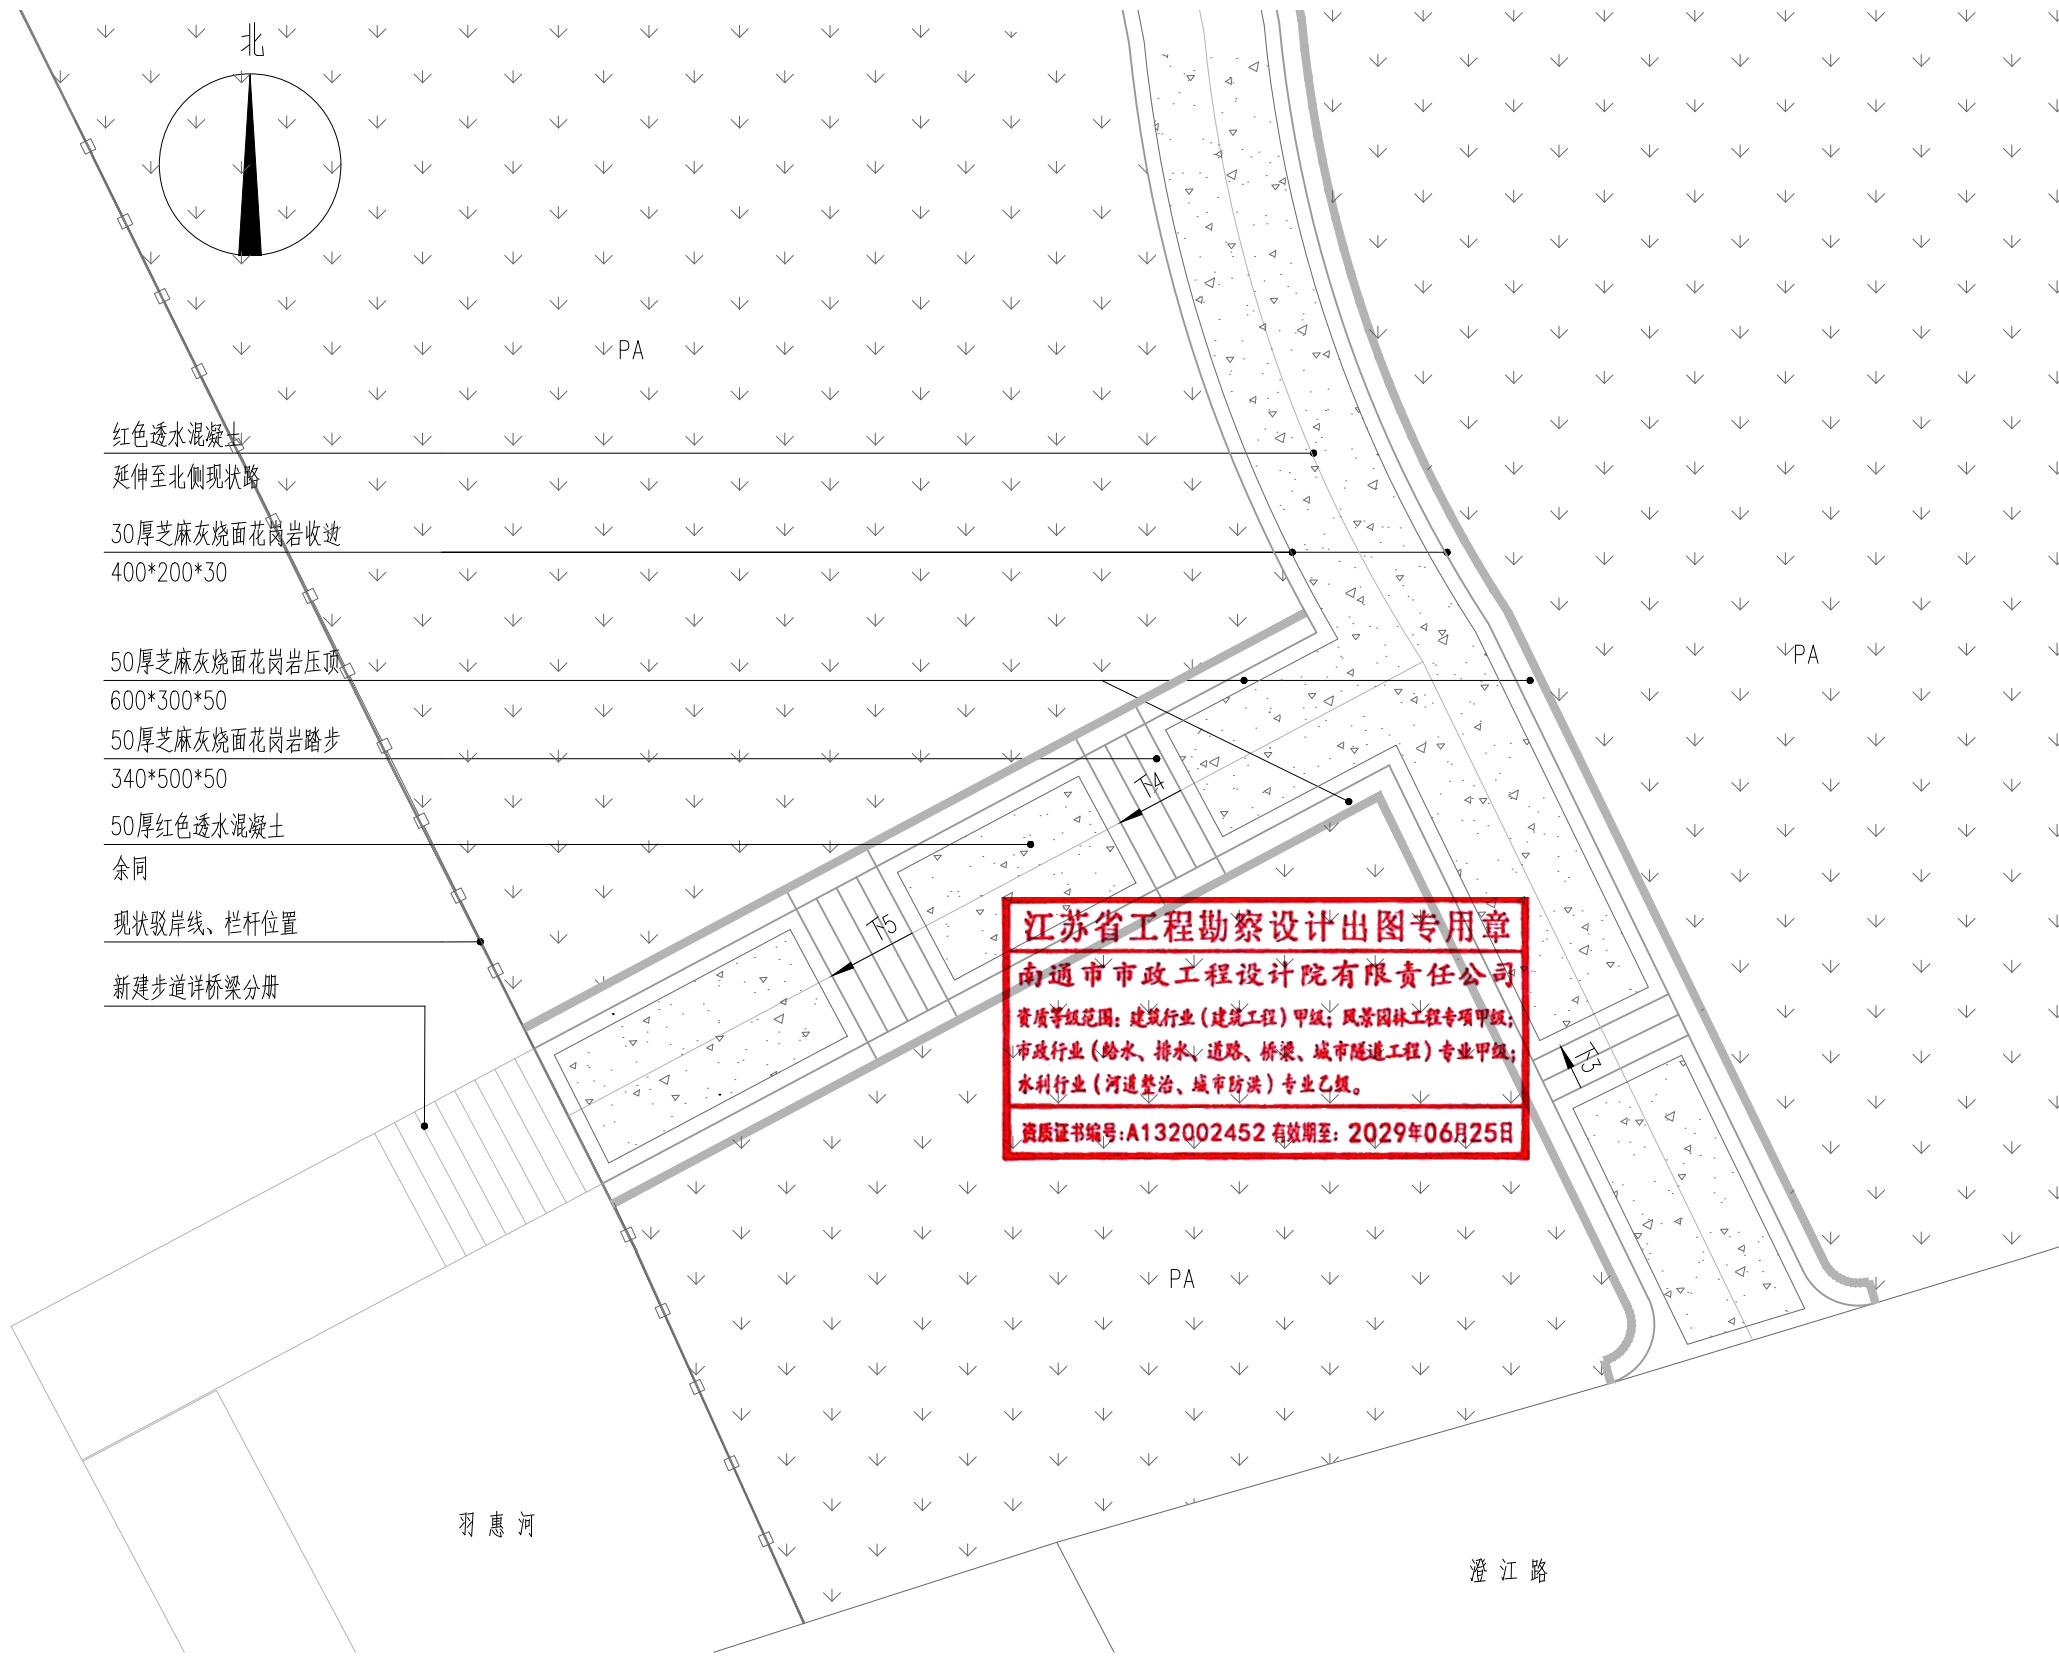 北
PA
红色透水混凝土
延伸至北侧现状路
30厚芝麻灰烧面花岗岩收边
400*200*30
PA
50厚芝麻灰烧面花岗岩压顶
600*300*50
50厚芝麻灰烧面花岗岩踏步
340*500*50
下4
50厚红色透水混凝土
余同
现状驳岸线、栏杆位置
下5
新建步道详桥梁分册
江苏省工程勘察设计出图专用章
南通市市政工程设计院有限责任公司
资质等级范围：建筑行业（建筑工程）甲级；风景园林工程专项甲级；
市政行业（给水、排水、道路、桥梁、城市隧道工程）专业甲级；
水利行业（河道整治、城市防洪）专业乙级。
资质证书编号:A132002452 有效期至: 2029年06月25日
下3
PA
羽惠河
澄江路